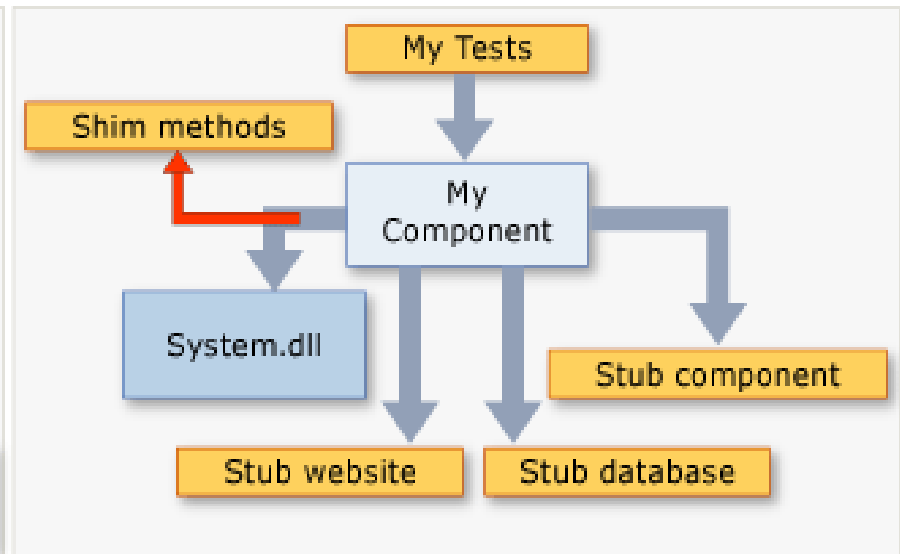 My Tests
Shim methods
My
Component
System.dll
Stub component
Stub website
Stub database